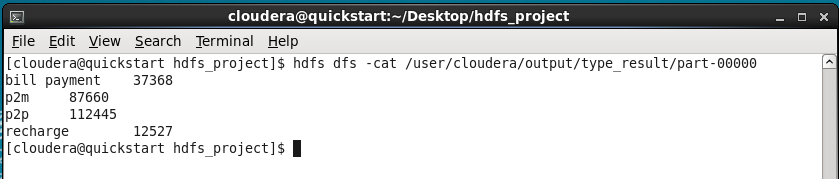 cloudera@quickstart:~/Desktop/hdfs_project
File Edit View Search Terminal Help
[cloudera@quickstart hdfs_project]$ hdfs dfs -cat /user/cloudera/output/type_result/part-00000
bill payment	37368
p2m	87660
p2p	112445
recharge	12527
[cloudera@quickstart hdfs_project]$